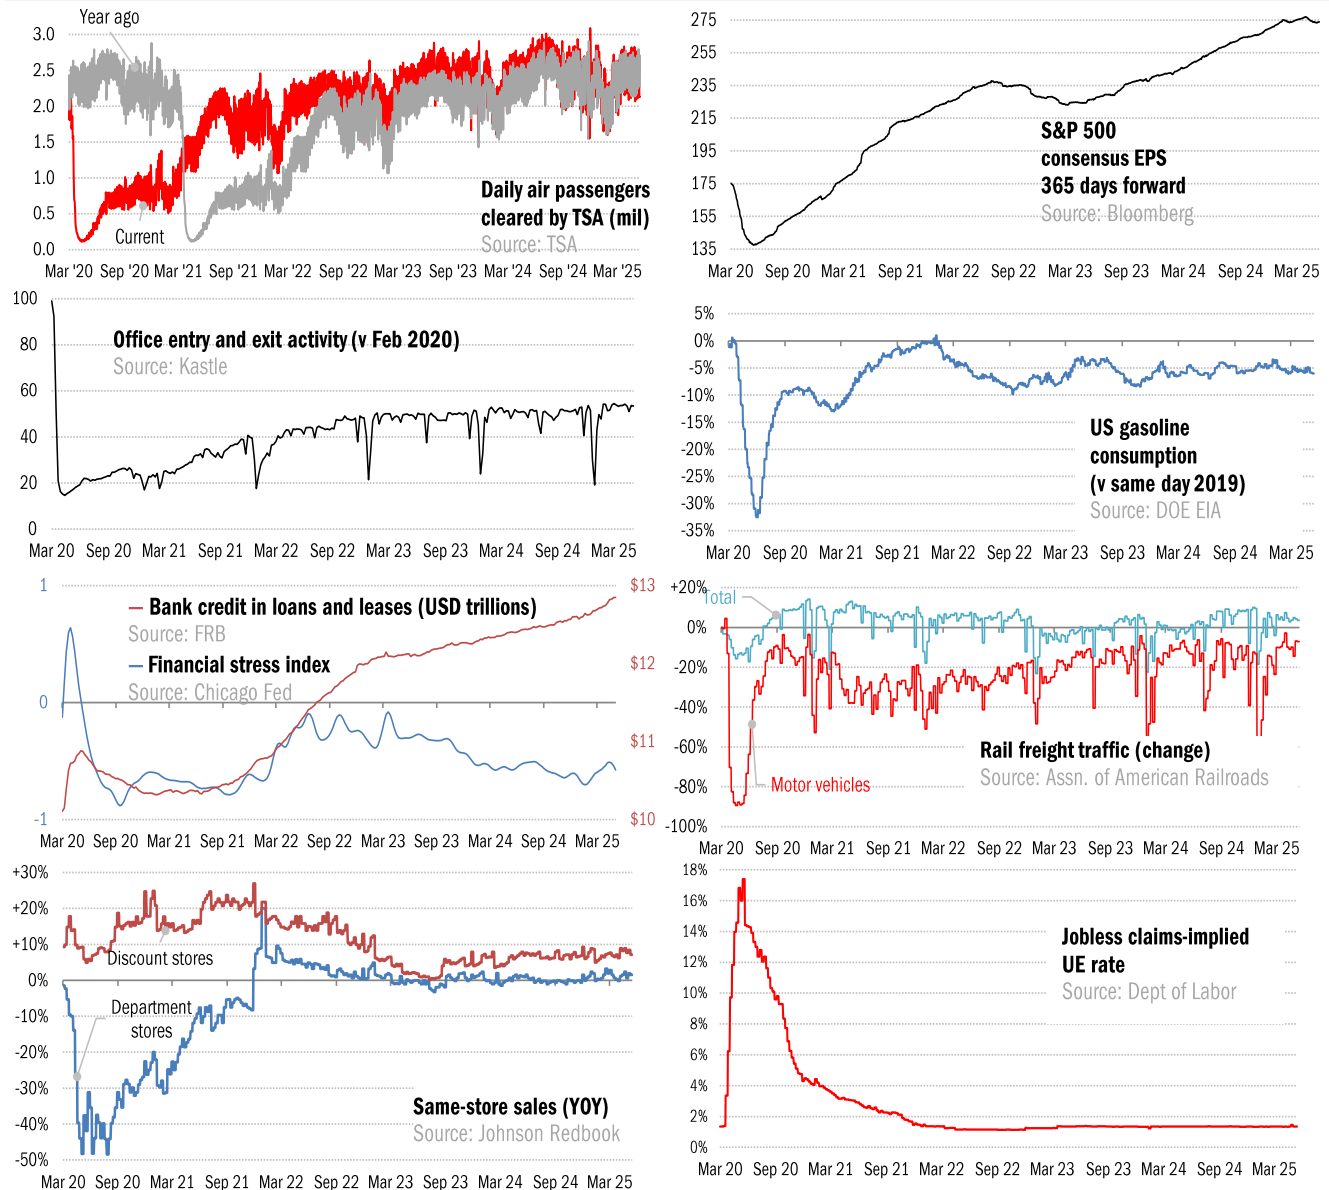 Year ago
3.0
2.5
2.0
1.5
1.0
0.5
0.0
Current
Daily air passengers
cleared by TSA (mil)
Source: TSA
Mar '20 Sep '20 Mar '21 Sep '21 Mar '22 Sep '22 Mar '23 Sep '23 Mar '24 Sep '24 Mar '25
275
255
235
215
195
175
155
135
S&P 500
consensus EPS
365 days forward
Source: Bloomberg
Mar 20 Sep 20 Mar 21 Sep 21 Mar 22 Sep 22 Mar 23 Sep 23 Mar 24 Sep 24 Mar 25
100
80
60
40
20
0
Office entry and exit activity (v Feb 2020)
Source: Kastle
Mar 20 Sep 20 Mar 21 Sep 21 Mar 22 Sep 22 Mar 23 Sep 23 Mar 24 Sep 24 Mar 25
5%
0%
-5%
-10%
-15%
-20%
-25%
-30%
-35%
US gasoline
consumption
(v same day 2019)
Source: DOE EIA
Mar 20 Sep 20 Mar 21 Sep 21 Mar 22 Sep 22 Mar 23 Sep 23 Mar 24 Sep 24 Mar 25
1
0
-1
Bank credit in loans and leases (USD trillions)
Source: FRB
Financial stress index
Source: Chicago Fed
$13
$12
$11
$10
Mar 20 Sep 20 Mar 21 Sep 21 Mar 22 Sep 22 Mar 23 Sep 23 Mar 24 Sep 24 Mar 25
+20%
0%
-20%
-40%
-60%
-80%
-100%
Total
Motor vehicles
Rail freight traffic (change)
Source: Assn. of American Railroads
Mar 20 Sep 20 Mar 21 Sep 21 Mar 22 Sep 22 Mar 23 Sep 23 Mar 24 Sep 24 Mar 25
+30%
+20%
+10%
0%
-10%
-20%
-30%
-40%
-50%
Discount stores
Department
stores
Same-store sales (YOY)
Source: Johnson Redbook
Mar 20 Sep 20 Mar 21 Sep 21 Mar 22 Sep 22 Mar 23 Sep 23 Mar 24 Sep 24 Mar 25
18%
16%
14%
12%
10%
8%
6%
4%
2%
0%
Jobless claims-implied
UE rate
Source: Dept of Labor
Mar 20 Sep 20 Mar 21 Sep 21 Mar 22 Sep 22 Mar 23 Sep 23 Mar 24 Sep 24 Mar 25